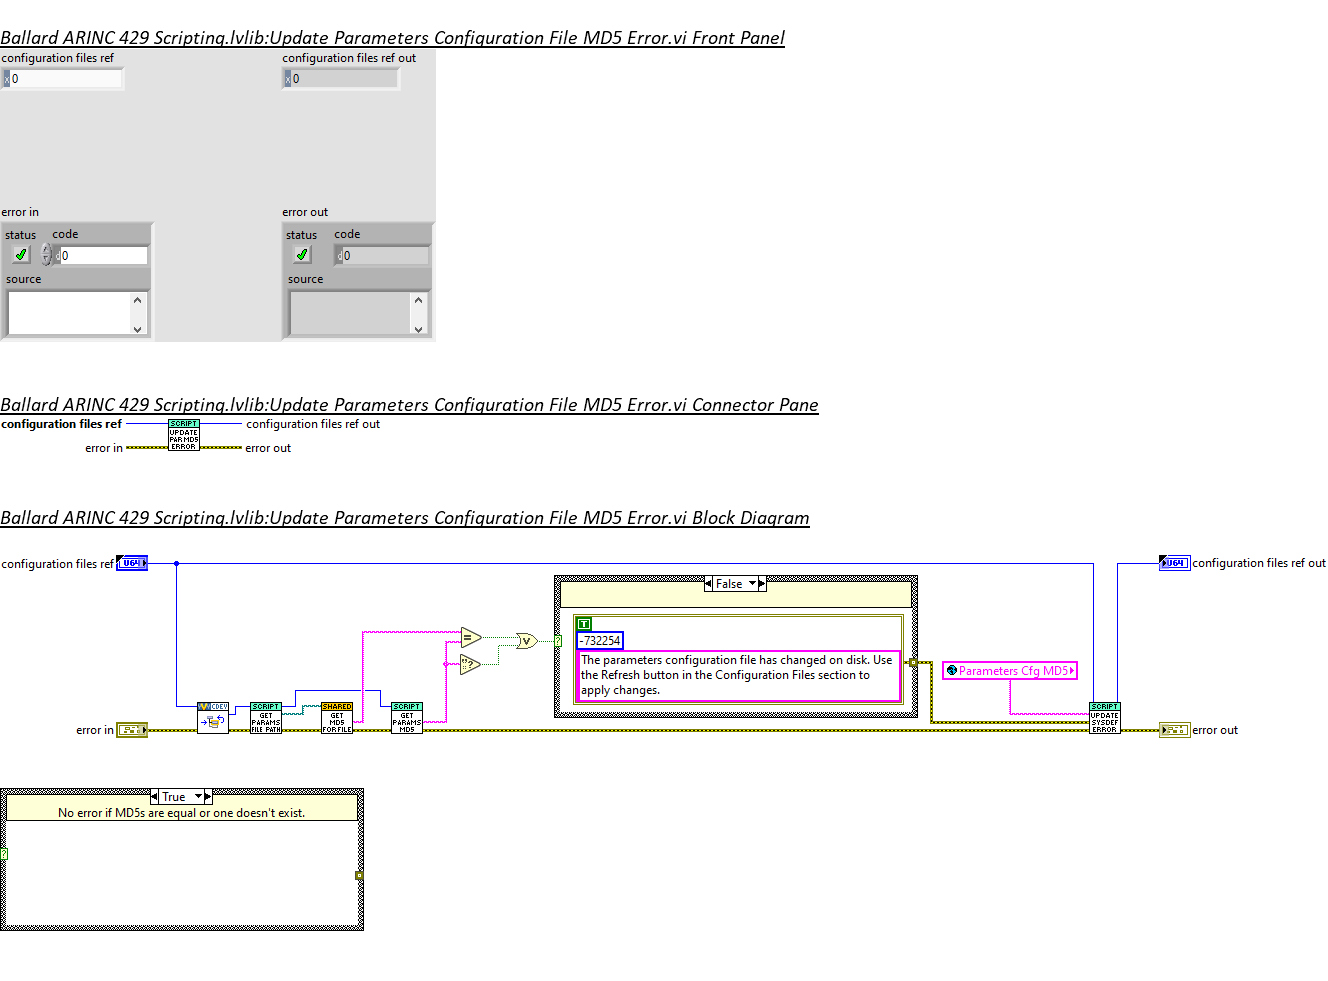 Ballard ARINC 429 Scripting.lvlib:Update Parameters Configuration File MD5 Error.vi Front Panel
configuration files ref
configuration files ref out
x 0
x 0
error in
error out
status
code
status
code
d 0
d 0
source
source
Ballard ARINC 429 Scripting.lvlib:Update Parameters Configuration File MD5 Error.vi Connector Pane
configuration files ref
SCRIPT
UPDATE
PAR MD5
ERROR
configuration files ref out
error in
error out
Ballard ARINC 429 Scripting.lvlib:Update Parameters Configuration File MD5 Error.vi Block Diagram
configuration files ref
U64
U64
configuration files ref out
False
T
-732254
The parameters configuration file has changed on disk. Use
the Refresh button in the Configuration Files section to
apply changes.
=
V
?
?
Parameters Cfg MD5
CDEV
SCRIPT
GET
PARAMS
FILE PATH
SHARED
GET
MD5
FOR FILE
SCRIPT
GET
PARAMS
MD5
SCRIPT
UPDATE
SYSDEF
ERROR
error in
error out
True
No error if MD5s are equal or one doesn't exist.
?